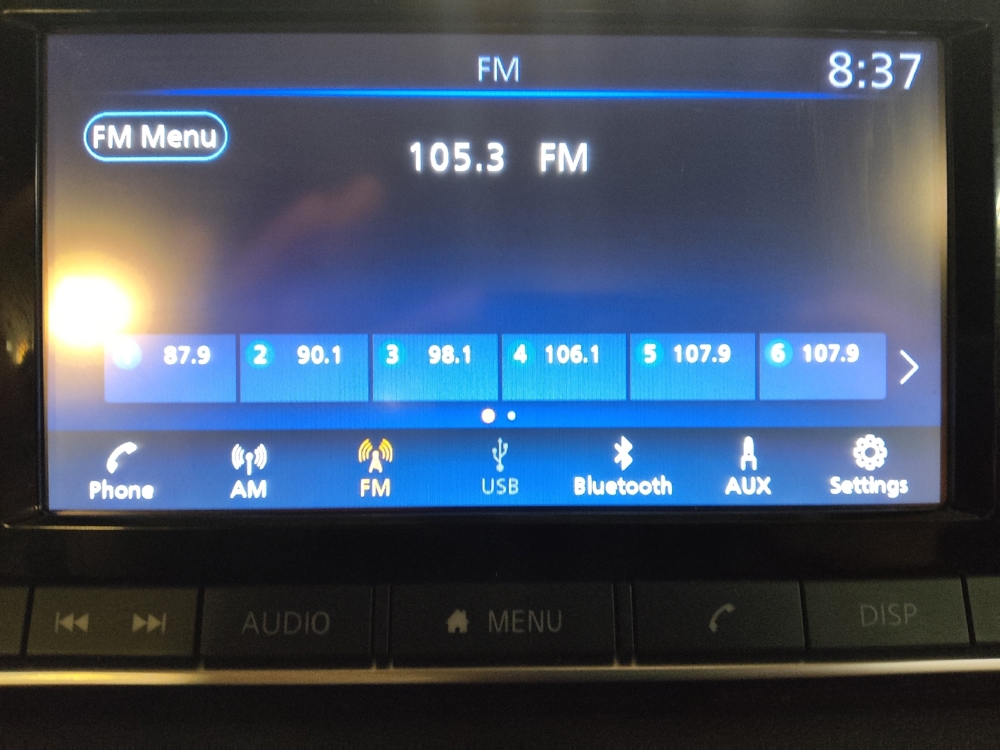 FM 8:37
FM Menu
105.3 FM
87.9 2 90.1 3 98.1 4 106.1 5 107.9 6 107.9
Phone AM FM USB Bluetooth AUX Settings
AUDIO MENU DISP